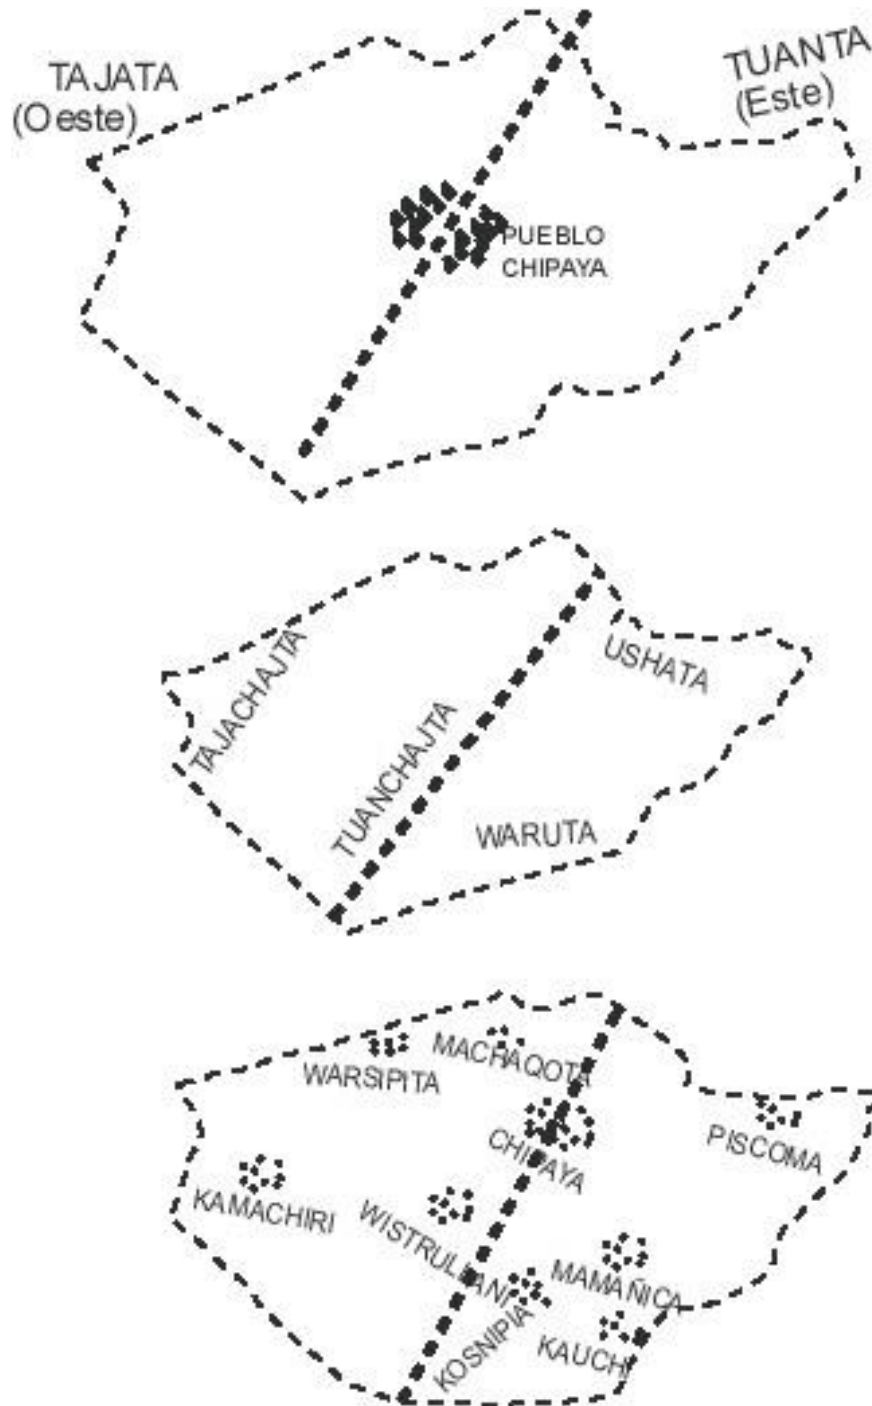 TAJATA
(Oeste)
TUANTA
(Este)
PUEBLO
CHIPAYA
TAJACHAJTA
TUANCHAJTA
USHATA
WARUTA
WARSIPITA
MACHAQOTA
CHIPAYA
PISCOMA
KAMACHIRI
WISTRULLANI
MAMAÑICA
KOSNIPIA
KAUCHI